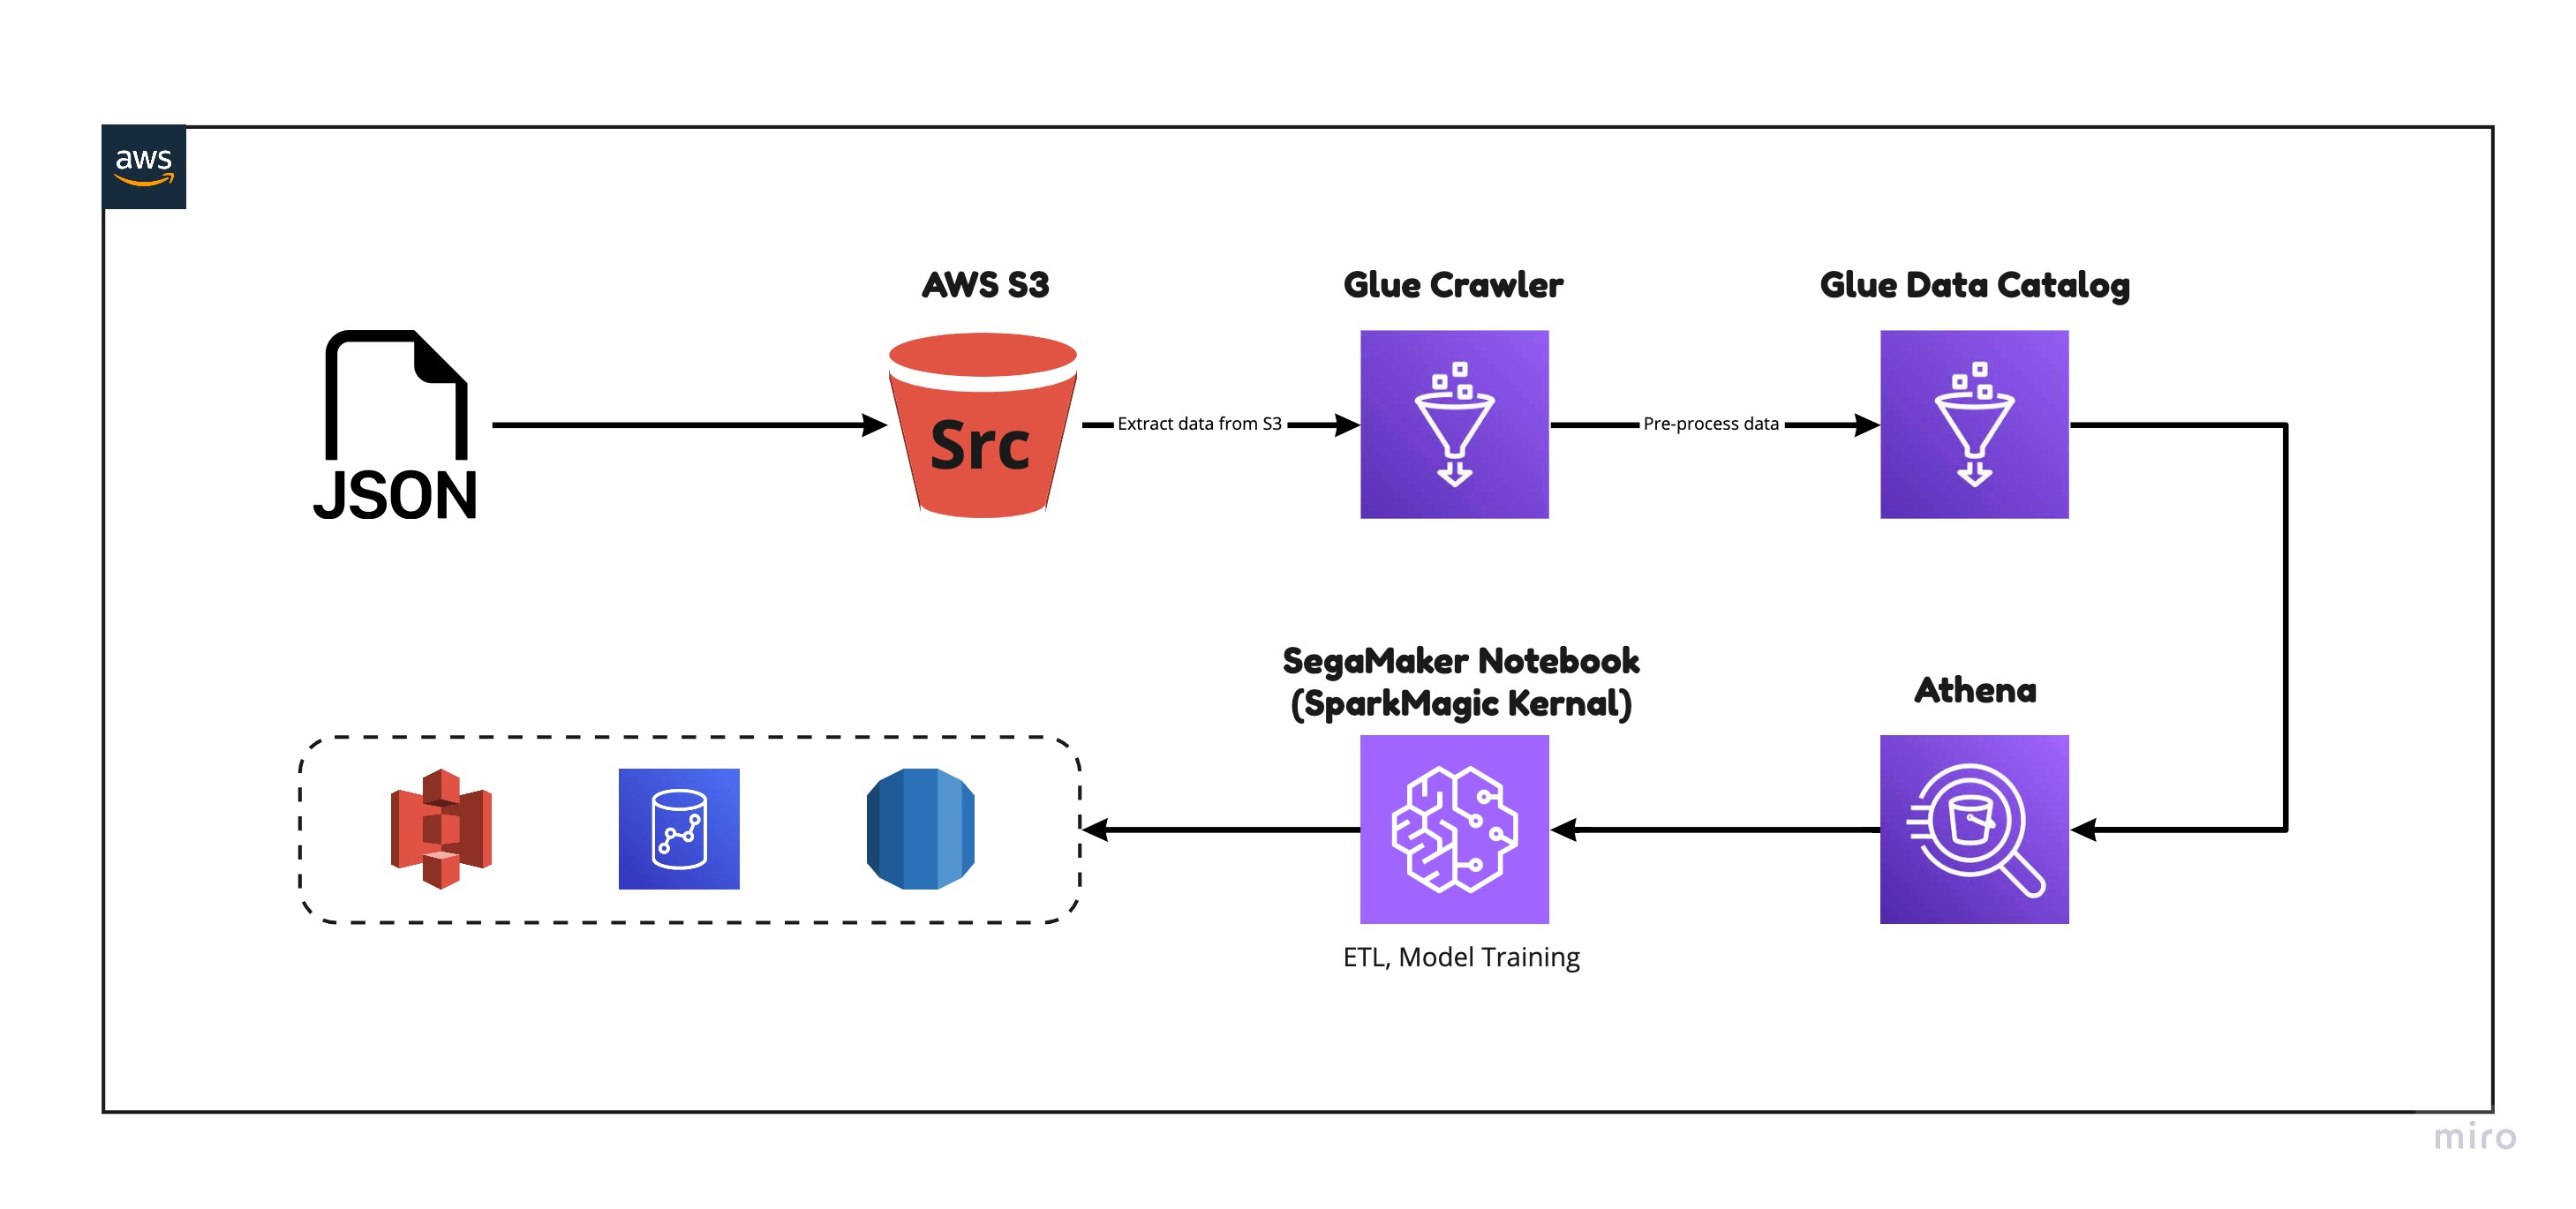 aws
AWS S3
Glue Crawler
Glue Data Catalog
JSON
Src
Extract data from S3
Pre-process data
SegaMaker Notebook
(SparkMagic Kernal)
Athena
ETL, Model Training
miro